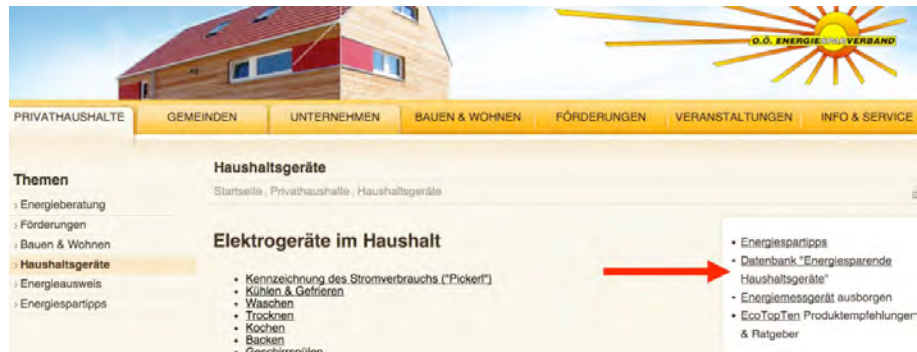 O.Ö. ENERGIESPARVERBAND
PRIVATHAUSHALTE GEMEINDEN UNTERNEHMEN BAUEN & WOHNEN FÖRDERUNGEN VERANSTALTUNGEN INFO & SERVICE
Haushaltsgeräte
Startseite Privathaushalte Haushaltsgeräte
Themen
› Energieberatung
› Förderungen
› Bauen & Wohnen
› Haushaltsgeräte
› Energieausweis
› Energiespartipps
Elektrogeräte im Haushalt
• Kennzeichnung des Stromverbrauchs ("Pickerl")
• Kühlen & Gefrieren
• Waschen
• Trocknen
• Kochen
• Backen
• Geschirrspülen
• Energiespartipps
• Datenbank "Energiesparende
Haushaltsgeräte"
• Energiemessgerät ausborgen
• EcoTopTen Produktempfehlungen
& Ratgeber